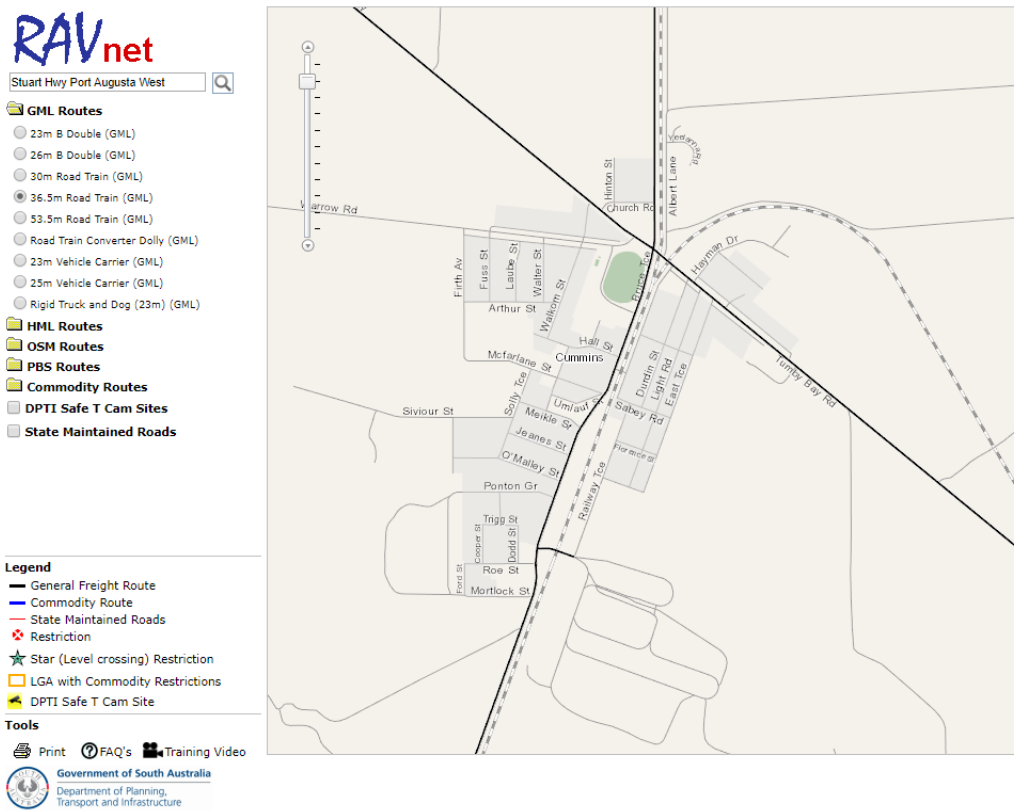 RAVnet
Stuart Hwy Port Augusta West
GML Routes
23m B Double (GML)
26m B Double (GML)
30m Road Train (GML)
36.5m Road Train (GML)
53.5m Road Train (GML)
Road Train Converter Dolly (GML)
23m Vehicle Carrier (GML)
25m Vehicle Carrier (GML)
Rigid Truck and Dog (23m) (GML)
HML Routes
OSM Routes
PBS Routes
Commodity Routes
DPTI Safe T Cam Sites
State Maintained Roads
Legend
General Freight Route
Commodity Route
State Maintained Roads
Restriction
Star (Level crossing) Restriction
LGA with Commodity Restrictions
DPTI Safe T Cam Site
Tools
Print
FAQ's
Training Video
Government of South Australia
Department of Planning,
Transport and Infrastructure
SOUTH
AUSTRALIA
Hinton St
Albert Lane
Church Rd
Warrow Rd
Hayman Dr
Bruce Tce
Firth Av
Fuss St
Laube St
Walter St
Walkom St
Arthur St
Hall St
Cummins
Mcfarlane St
Durdin St
Light Rd
East Tce
Tumby Bay Rd
Solly Tce
Umlauf St
Sabey Rd
Siviour St
Meikle St
Jeanes St
O'Malley St
Florence St
Railway Tce
Ponton Gr
Trigg St
Cooper St
Dodd St
Ford St
Roe St
Mortlock St